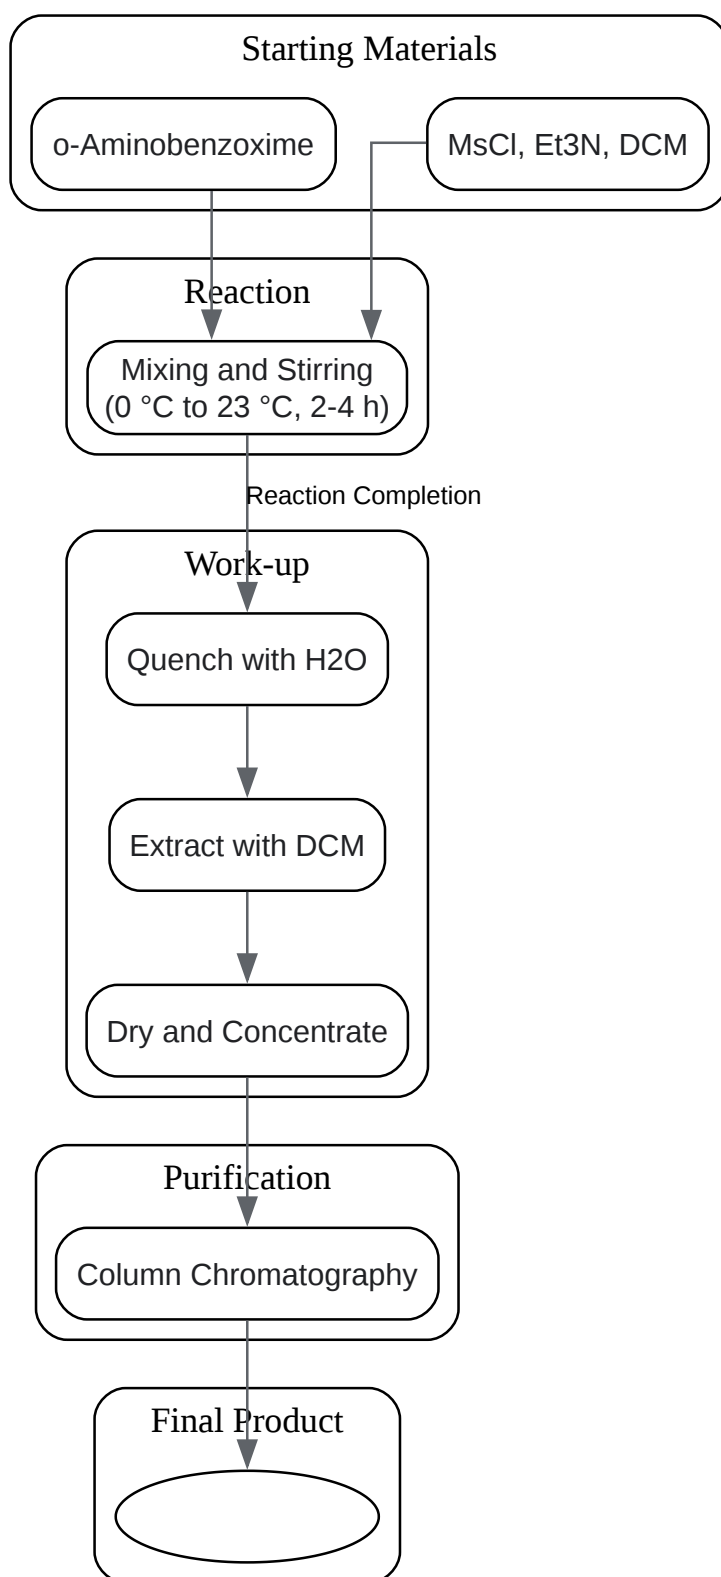 Starting Materials
o-Aminobenzoxime
MsCl, Et3N, DCM
Reaction
Mixing and Stirring
(0 °C to 23 °C, 2-4 h)
Reaction Completion
Work-up
Quench with H2O
Extract with DCM
Dry and Concentrate
Purification
Column Chromatography
Final Product